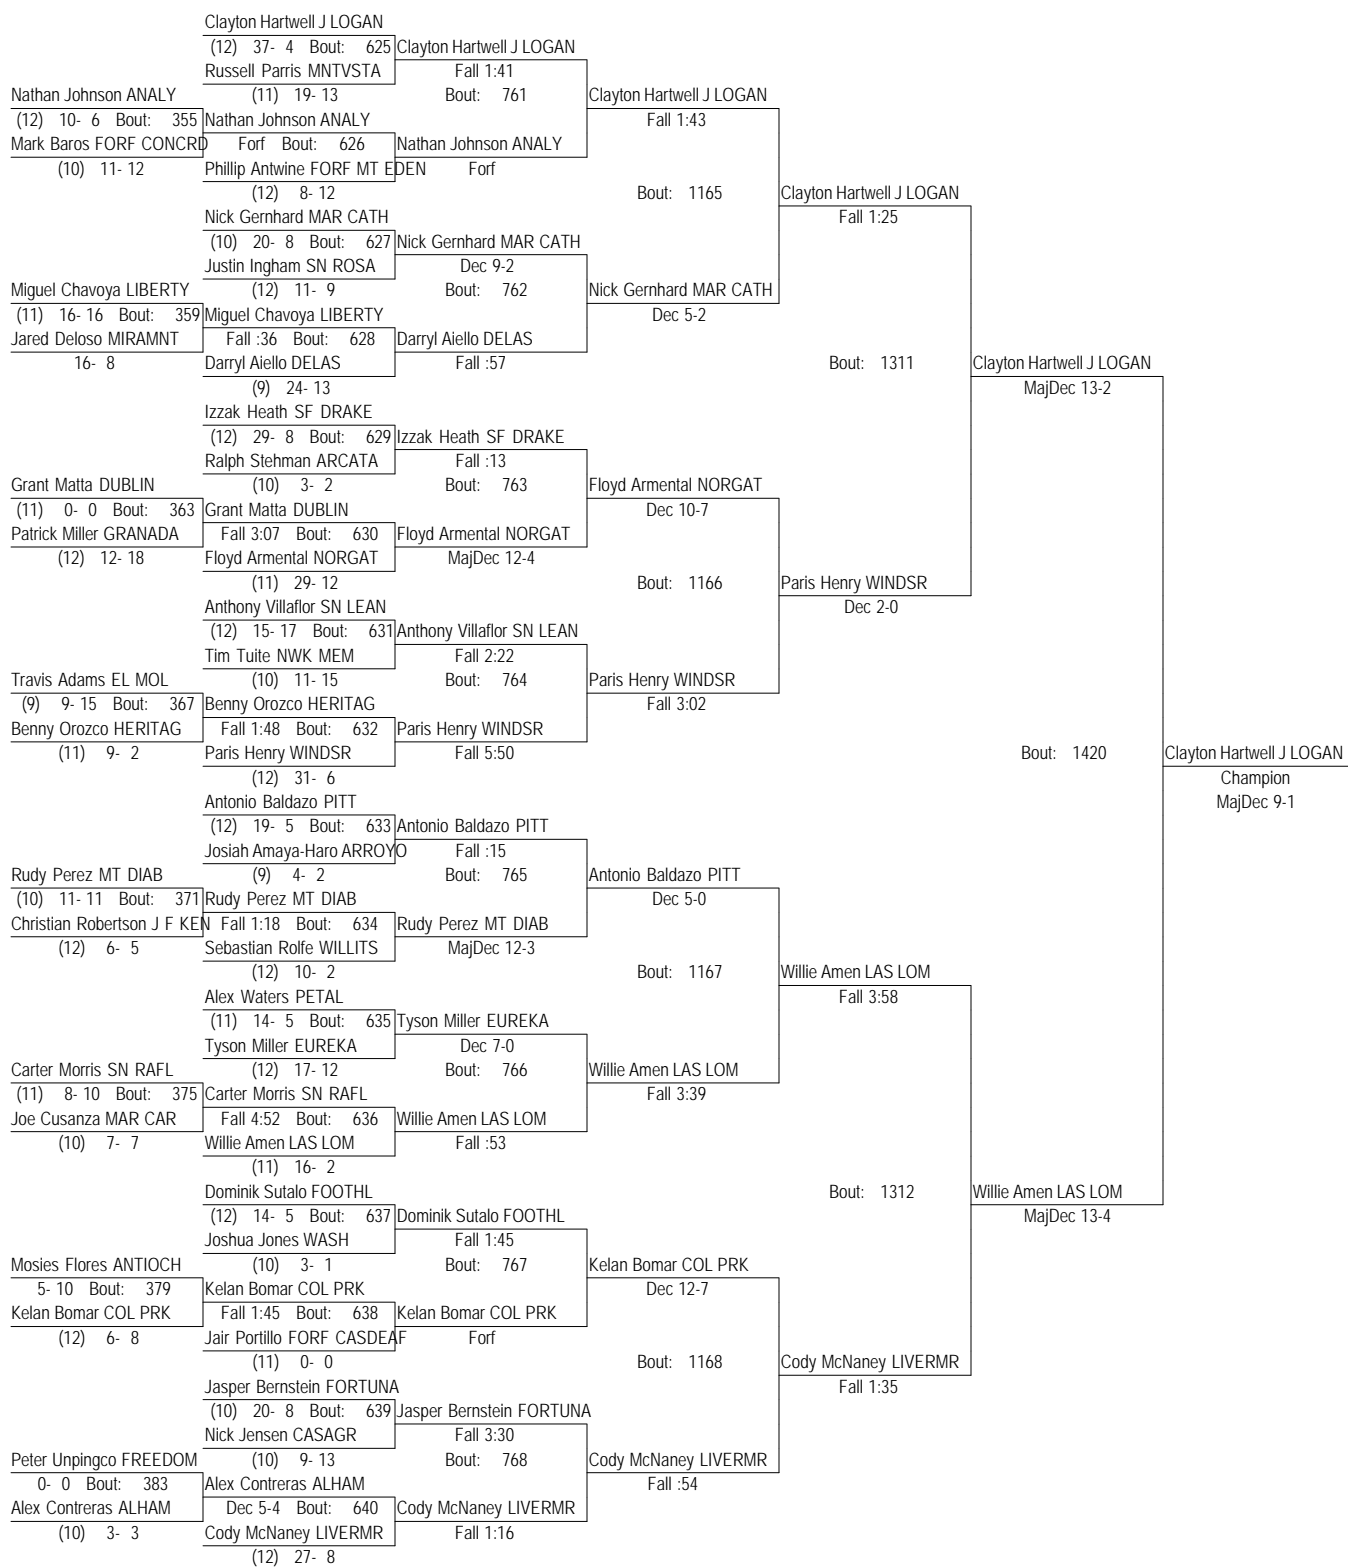 Clayton Hartwell J LOGAN
(12) 37- 4 Bout: 625 Clayton Hartwell J LOGAN
Russell Parris MNTVSTA Fall 1:41
Nathan Johnson ANALY (11) 19- 13 Bout: 761 Clayton Hartwell J LOGAN
(12) 10- 6 Bout: 355 Nathan Johnson ANALY Fall 1:43
Mark Baros FORF CONCRD Forf Bout: 626 Nathan Johnson ANALY
(10) 11- 12 Phillip Antwine FORF MT EDEN Forf
(12) 8- 12 Bout: 1165 Clayton Hartwell J LOGAN
Nick Gernhard MAR CATH Fall 1:25
(10) 20- 8 Bout: 627 Nick Gernhard MAR CATH
Justin Ingham SN ROSA Dec 9-2
Miguel Chavoya LIBERTY (12) 11- 9 Bout: 762 Nick Gernhard MAR CATH
(11) 16- 16 Bout: 359 Miguel Chavoya LIBERTY Dec 5-2
Jared Deloso MIRAMNT Fall :36 Bout: 628 Darryl Aiello DELAS
16- 8 Darryl Aiello DELAS Fall :57 Bout: 1311 Clayton Hartwell J LOGAN
(9) 24- 13 MajDec 13-2
Izzak Heath SF DRAKE
(12) 29- 8 Bout: 629 Izzak Heath SF DRAKE
Ralph Stehman ARCATA Fall :13
Grant Matta DUBLIN (10) 3- 2 Bout: 763 Floyd Armental NORGAT
(11) 0- 0 Bout: 363 Grant Matta DUBLIN Dec 10-7
Patrick Miller GRANADA Fall 3:07 Bout: 630 Floyd Armental NORGAT
(12) 12- 18 Floyd Armental NORGAT MajDec 12-4
(11) 29- 12 Bout: 1166 Paris Henry WINDSR
Anthony Villaflor SN LEAN Dec 2-0
(12) 15- 17 Bout: 631 Anthony Villaflor SN LEAN
Tim Tuite NWK MEM Fall 2:22
Travis Adams EL MOL (10) 11- 15 Bout: 764 Paris Henry WINDSR
(9) 9- 15 Bout: 367 Benny Orozco HERITAG Fall 3:02
Benny Orozco HERITAG Fall 1:48 Bout: 632 Paris Henry WINDSR
(11) 9- 2 Paris Henry WINDSR Fall 5:50 Bout: 1420 Clayton Hartwell J LOGAN
(12) 31- 6 Champion
Antonio Baldazo PITT MajDec 9-1
(12) 19- 5 Bout: 633 Antonio Baldazo PITT
Josiah Amaya-Haro ARROYO Fall :15
Rudy Perez MT DIAB (9) 4- 2 Bout: 765 Antonio Baldazo PITT
(10) 11- 11 Bout: 371 Rudy Perez MT DIAB Dec 5-0
Christian Robertson J F KEN Fall 1:18 Bout: 634 Rudy Perez MT DIAB
(12) 6- 5 Sebastian Rolfe WILLITS MajDec 12-3
(12) 10- 2 Bout: 1167 Willie Amen LAS LOM
Alex Waters PETAL Fall 3:58
(11) 14- 5 Bout: 635 Tyson Miller EUREKA
Tyson Miller EUREKA Dec 7-0
Carter Morris SN RAFL (12) 17- 12 Bout: 766 Willie Amen LAS LOM
(11) 8- 10 Bout: 375 Carter Morris SN RAFL Fall 3:39
Joe Cusanza MAR CAR Fall 4:52 Bout: 636 Willie Amen LAS LOM
(10) 7- 7 Willie Amen LAS LOM Fall :53
(11) 16- 2
Dominik Sutalo FOOTHL Bout: 1312 Willie Amen LAS LOM
(12) 14- 5 Bout: 637 Dominik Sutalo FOOTHL MajDec 13-4
Joshua Jones WASH Fall 1:45
Mosies Flores ANTIOCH (10) 3- 1 Bout: 767 Kelan Bomar COL PRK
5- 10 Bout: 379 Kelan Bomar COL PRK Dec 12-7
Kelan Bomar COL PRK Fall 1:45 Bout: 638 Kelan Bomar COL PRK
(12) 6- 8 Jair Portillo FORF CASDEAF Forf
(11) 0- 0 Bout: 1168 Cody McNaney LIVERMR
Jasper Bernstein FORTUNA Fall 1:35
(10) 20- 8 Bout: 639 Jasper Bernstein FORTUNA
Nick Jensen CASAGR Fall 3:30
Peter Unpingco FREEDOM (10) 9- 13 Bout: 768 Cody McNaney LIVERMR
0- 0 Bout: 383 Alex Contreras ALHAM Fall :54
Alex Contreras ALHAM Dec 5-4 Bout: 640 Cody McNaney LIVERMR
(10) 3- 3 Cody McNaney LIVERMR Fall 1:16
(12) 27- 8